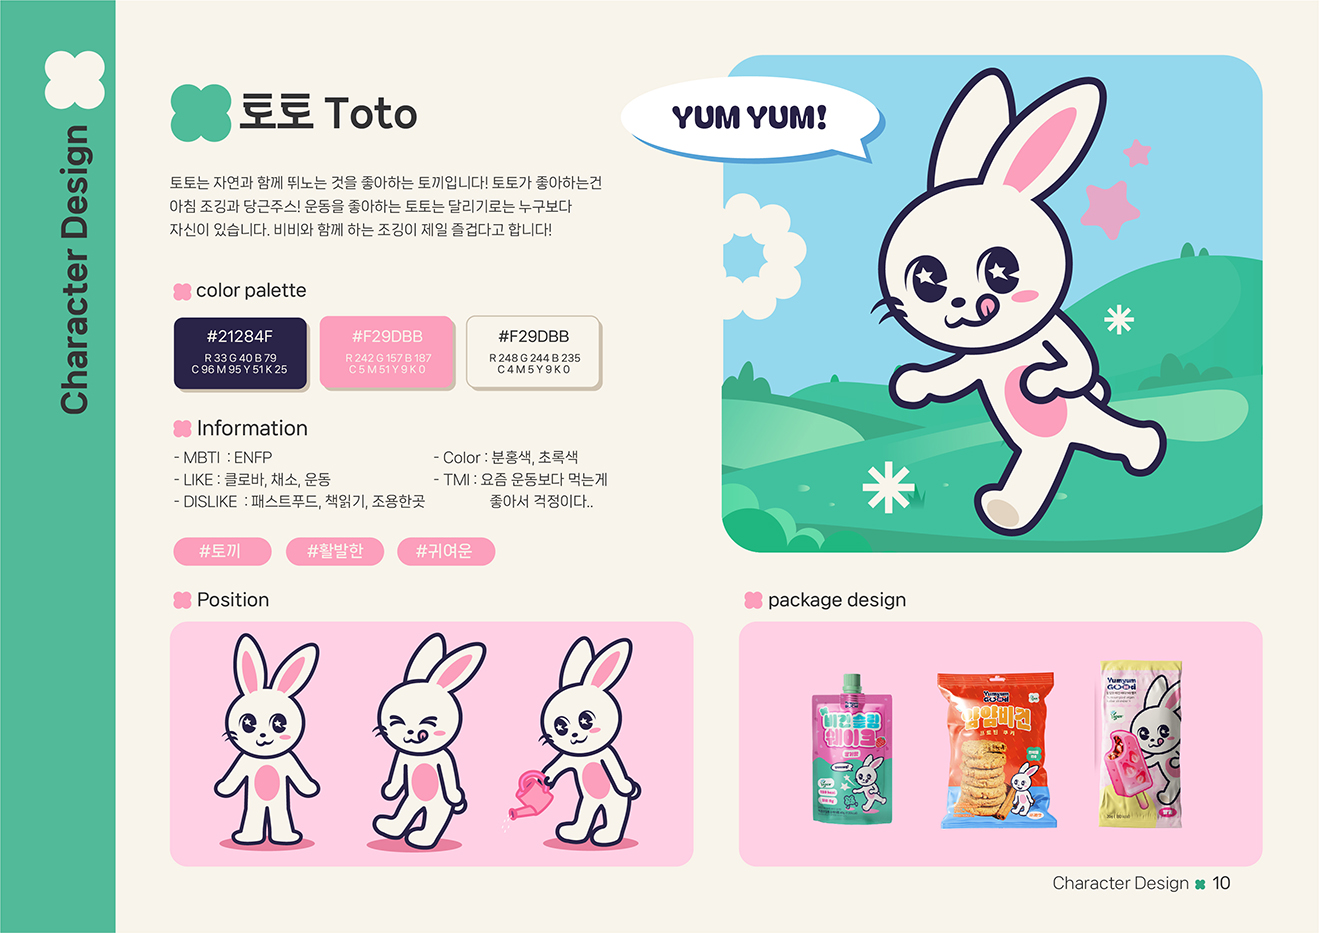 Character Design
토토 Toto
토토는 자연과 함께 뛰노는 것을 좋아하는 토끼입니다! 토토가 좋아하는건
아침 조깅과 당근주스! 운동을 좋아하는 토토는 달리기로는 누구보다
자신이 있습니다. 비비와 함께 하는 조깅이 제일 즐겁다고 합니다!
YUM YUM!
color palette
#21284F
R 33 G 40 B 79
C 96 M 95 Y 51 K 25
#F29DBB
R 242 G 157 B 187
C 5 M 51 Y 9 K 0
#F29DBB
R 248 G 244 B 235
C 4 M 5 Y 9 K 0
Information
- MBTI : ENFP
- LIKE : 클로바, 채소, 운동
- DISLIKE : 패스트푸드, 책읽기, 조용한곳
- Color : 분홍색, 초록색
- TMI : 요즘 운동보다 먹는게
좋아서 걱정이다..
#토끼
#활발한
#귀여운
Position
package design
비건슬림
쉐이크
Yumyum
GOOd
얌얌비건
프로틴 쿠키
Yumyum
GOOd
Character Design 10